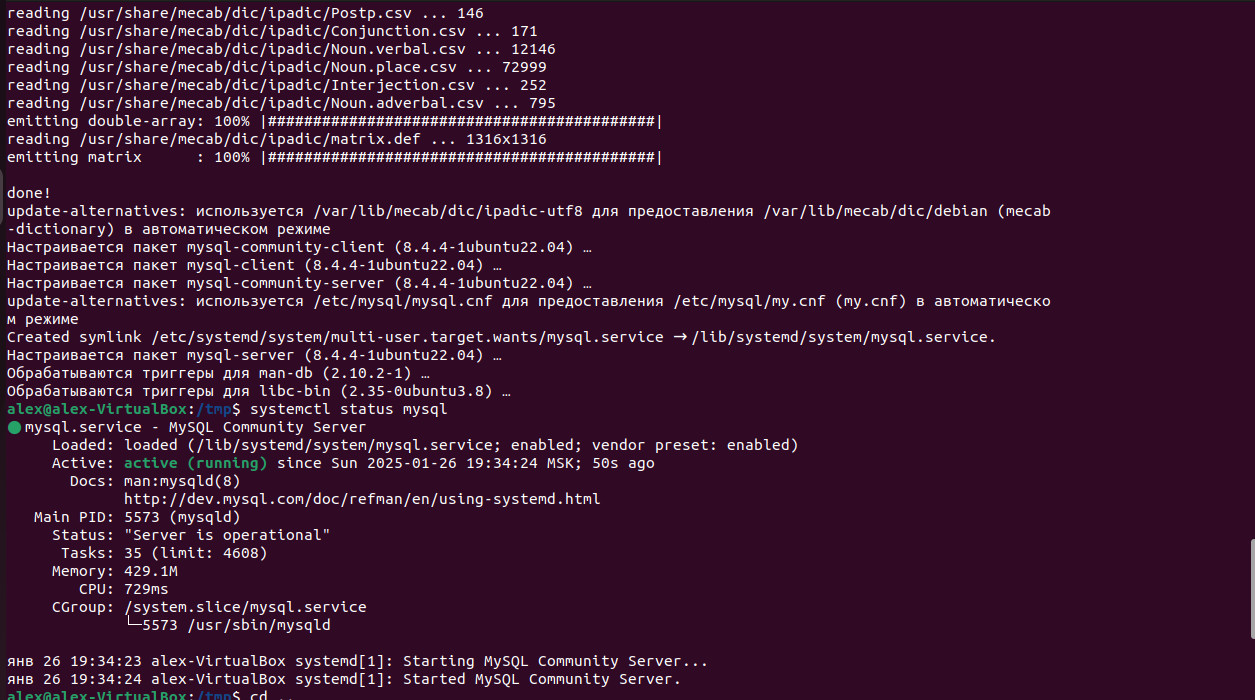 reading /usr/share/mecab/dic/ipadic/Postp.csv ... 146
reading /usr/share/mecab/dic/ipadic/Conjunction.csv ... 171
reading /usr/share/mecab/dic/ipadic/Noun.verbal.csv ... 12146
reading /usr/share/mecab/dic/ipadic/Noun.place.csv ... 72999
reading /usr/share/mecab/dic/ipadic/Interjection.csv ... 252
reading /usr/share/mecab/dic/ipadic/Noun.adverbal.csv ... 795
emitting double-array: 100% |###########################################|
reading /usr/share/mecab/dic/ipadic/matrix.def ... 1316x1316
emitting matrix      : 100% |###########################################|
done!
update-alternatives: используется /var/lib/mecab/dic/ipadic-utf8 для предоставления /var/lib/mecab/dic/debian (mecab
-dictionary) в автоматическом режиме
Настраивается пакет mysql-community-client (8.4.4-1ubuntu22.04) …
Настраивается пакет mysql-client (8.4.4-1ubuntu22.04) …
Настраивается пакет mysql-community-server (8.4.4-1ubuntu22.04) …
update-alternatives: используется /etc/mysql/mysql.cnf для предоставления /etc/mysql/my.cnf (my.cnf) в автоматическо
м режиме
Created symlink /etc/systemd/system/multi-user.target.wants/mysql.service → /lib/systemd/system/mysql.service.
Настраивается пакет mysql-server (8.4.4-1ubuntu22.04) …
Обрабатываются триггеры для man-db (2.10.2-1) …
Обрабатываются триггеры для libc-bin (2.35-0ubuntu3.8) …
alex@alex-VirtualBox:/tmp$ systemctl status mysql
● mysql.service - MySQL Community Server
     Loaded: loaded (/lib/systemd/system/mysql.service; enabled; vendor preset: enabled)
     Active: active (running) since Sun 2025-01-26 19:34:24 MSK; 50s ago
       Docs: man:mysqld(8)
             http://dev.mysql.com/doc/refman/en/using-systemd.html
   Main PID: 5573 (mysqld)
     Status: "Server is operational"
      Tasks: 35 (limit: 4608)
     Memory: 429.1M
        CPU: 729ms
     CGroup: /system.slice/mysql.service
             └─5573 /usr/sbin/mysqld
янв 26 19:34:23 alex-VirtualBox systemd[1]: Starting MySQL Community Server...
янв 26 19:34:24 alex-VirtualBox systemd[1]: Started MySQL Community Server.
alex@alex-VirtualBox:/tmp$ cd ..